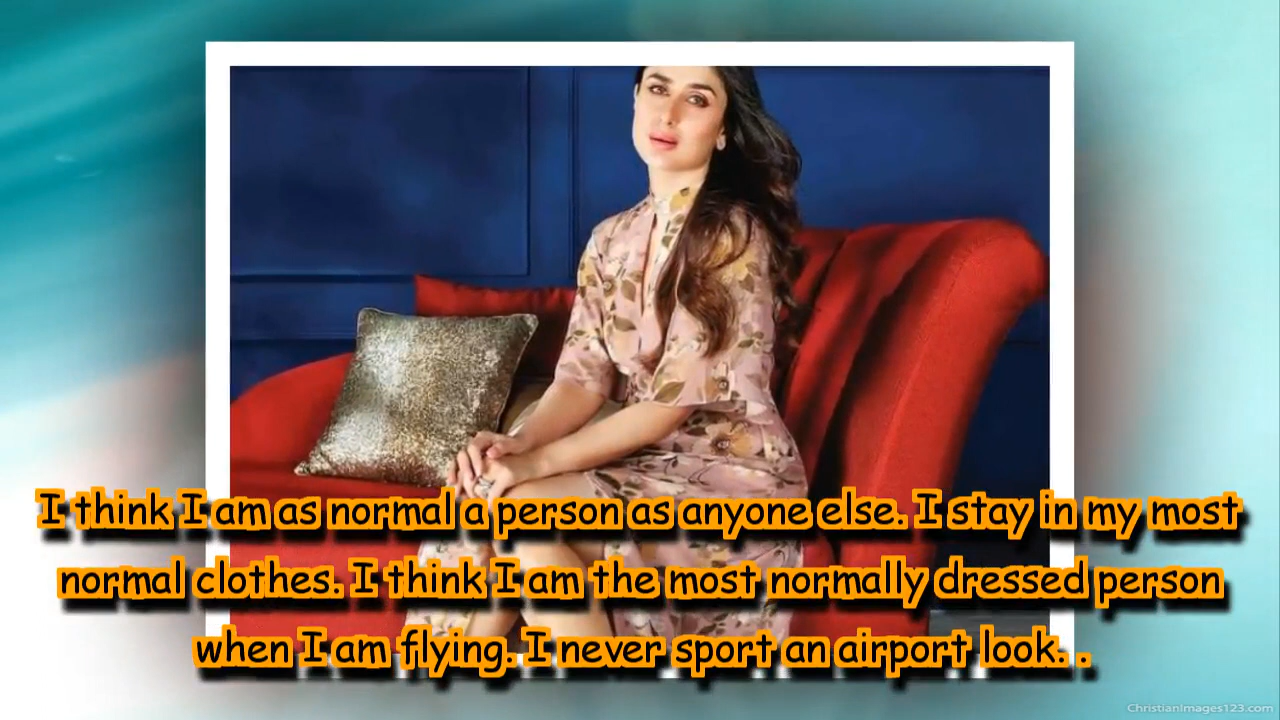 I think I am as normal a person as anyone else. I stay in my most
normal clothes. I think I am the most normally dressed person
when I am flying. I never sport an airport look. .
ChristianImages123.com